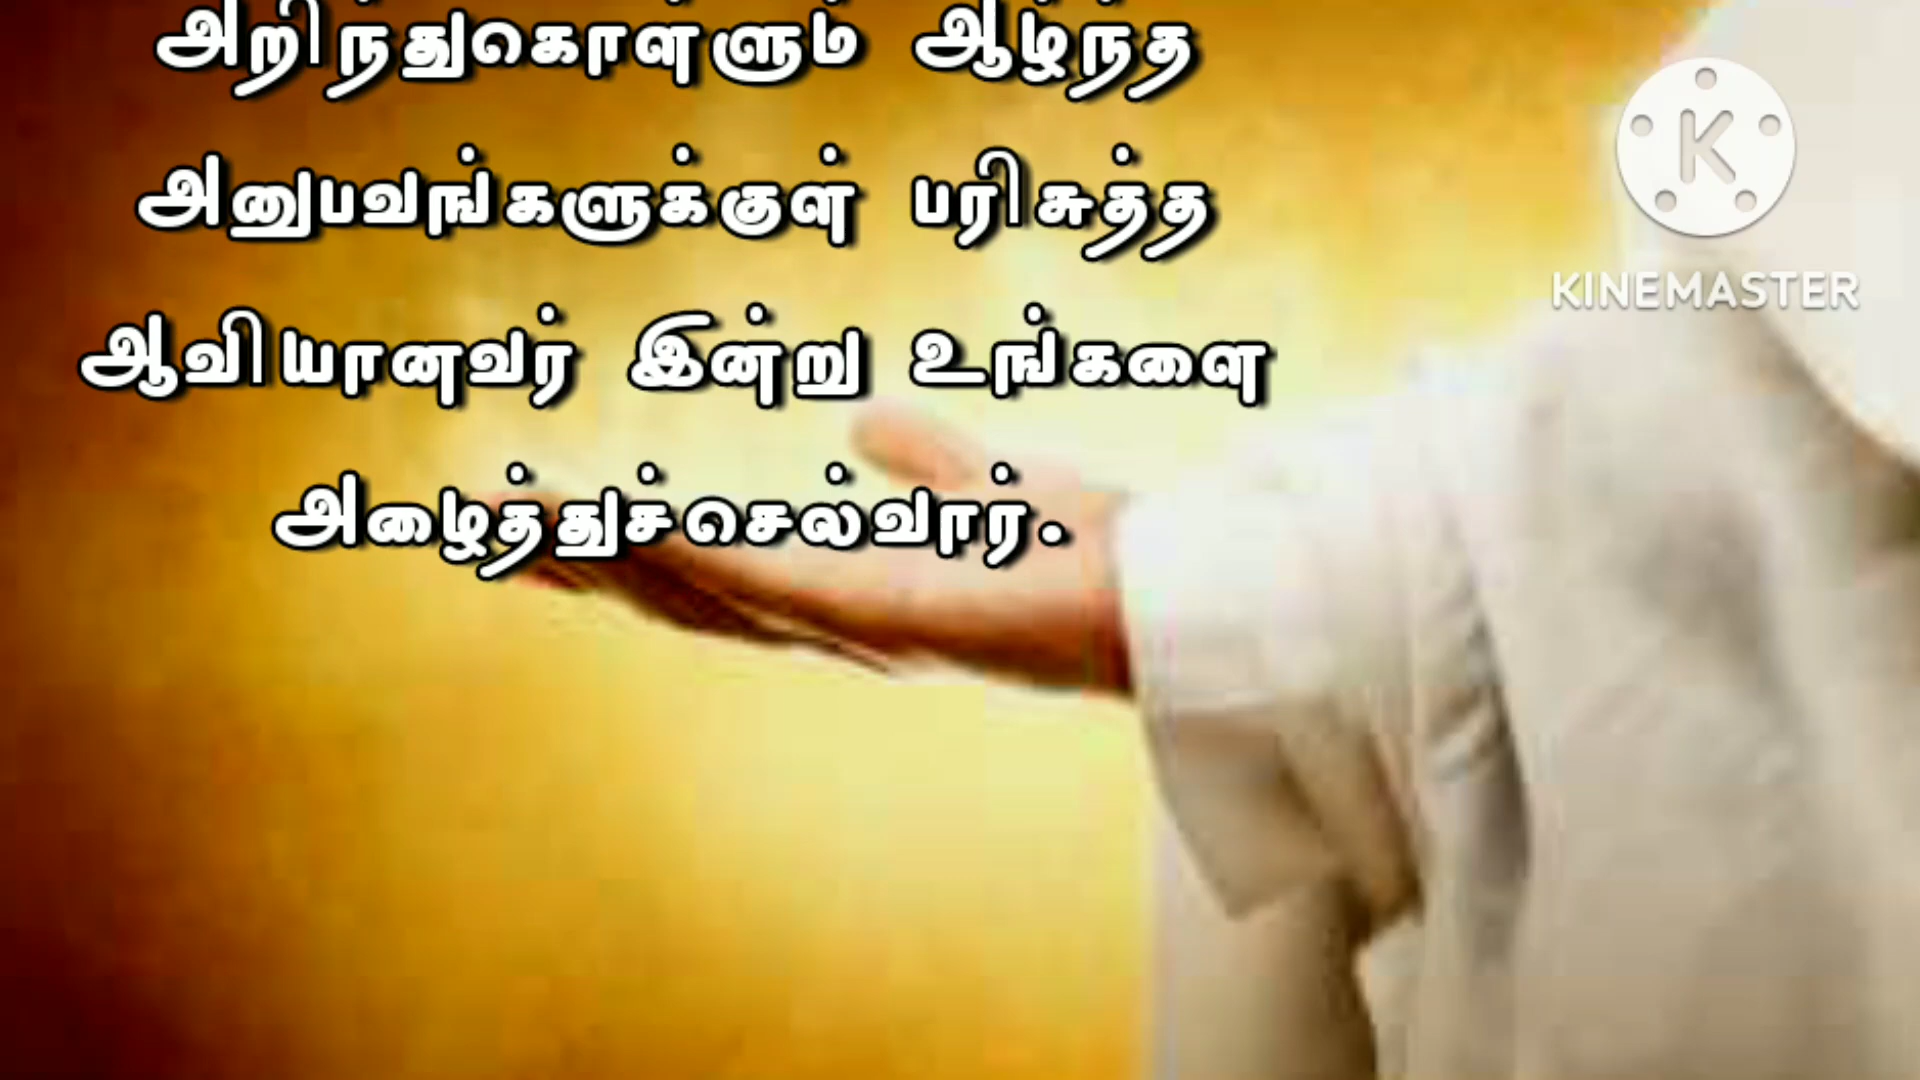 அறிந்துகொள்ளும் ஆழ்ந்த
அனுபவங்களுக்குள் பரிசுத்த
ஆவியானவர் இன்று உங்களை
அழைத்துச்செல்வார்.
K
KINEMASTER